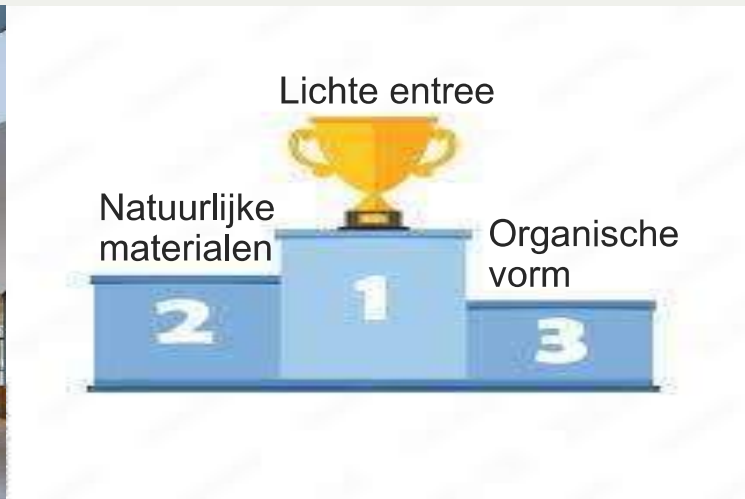 Lichte entree
Natuurlijke
materialen
Organische
vorm
1
2
3